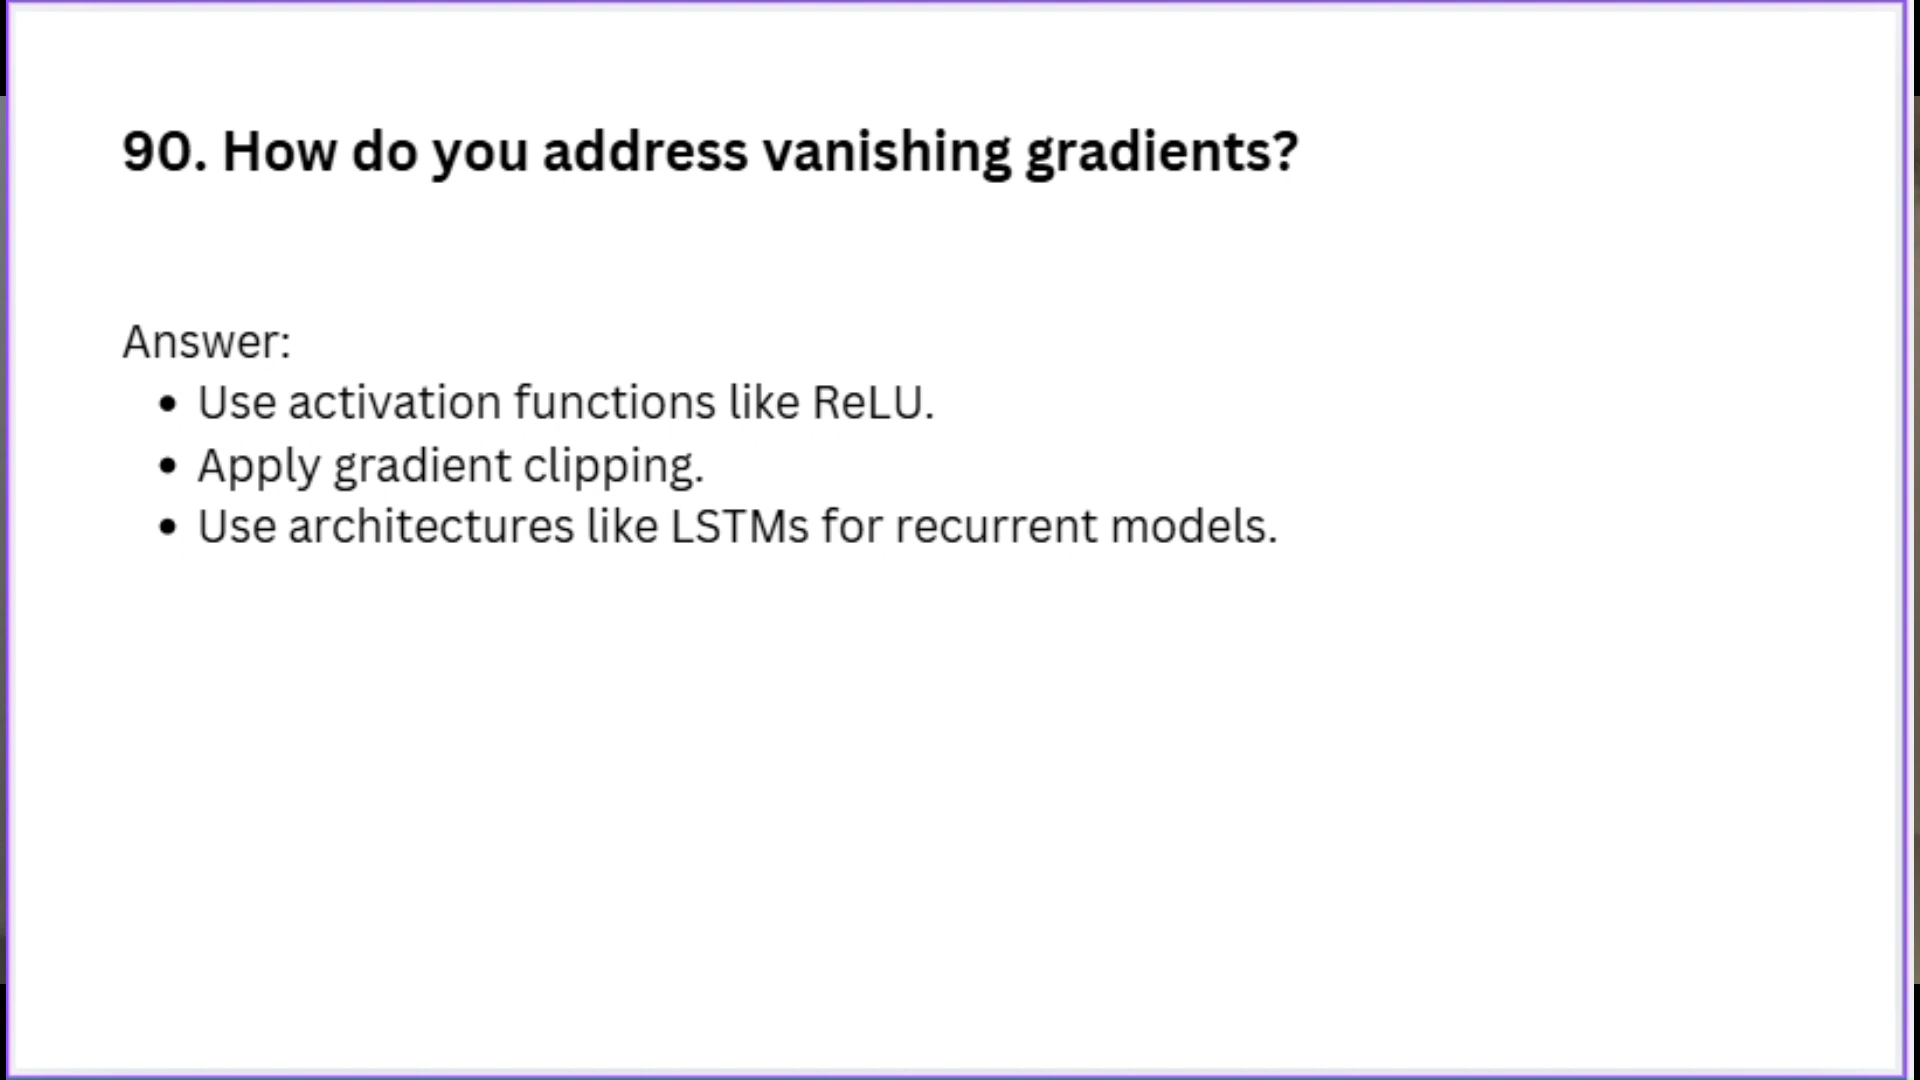 90. How do you address vanishing gradients?
Answer:
• Use activation functions like ReLU.
• Apply gradient clipping.
• Use architectures like LSTMs for recurrent models.